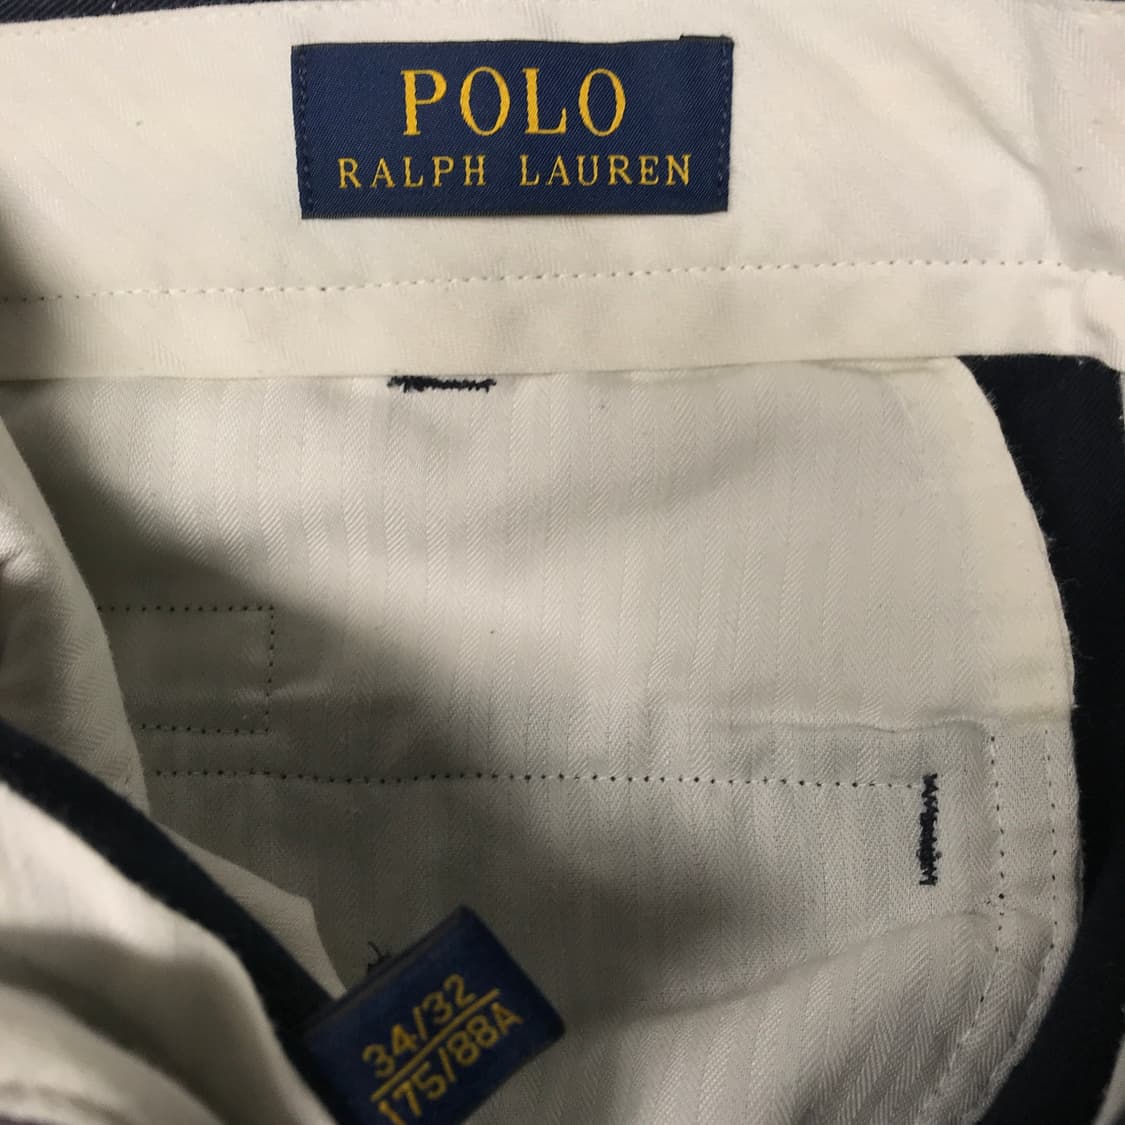 POLO
RALPH LAUREN
34/32
175/88A